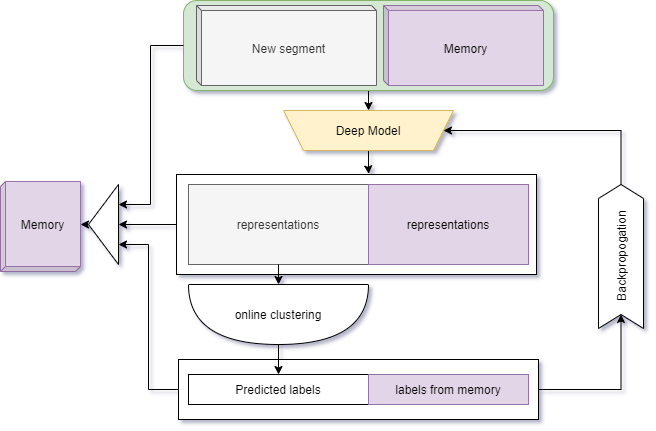 New segment
Memory
Deep Model
representations
representations
Memory
Backpropogation
online clustering
Predicted labels
labels from memory